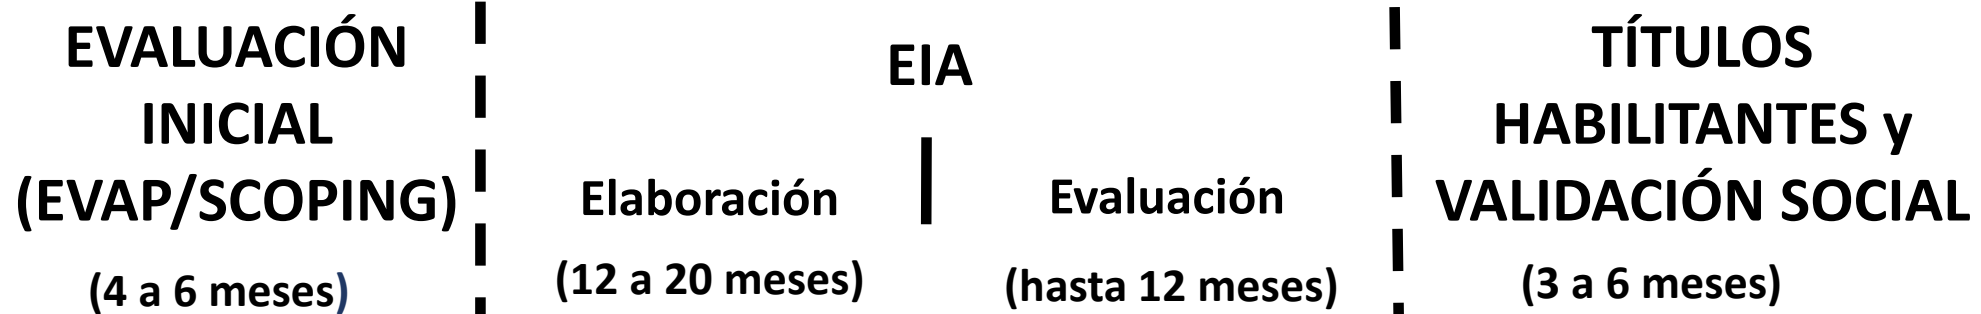 EVALUACIÓN
INICIAL
(EVAP/SCOPING)
(4 a 6 meses)
EIA
Elaboración
(12 a 20 meses)
Evaluación
(hasta 12 meses)
TÍTULOS
HABILITANTES y
VALIDACIÓN SOCIAL
(3 a 6 meses)